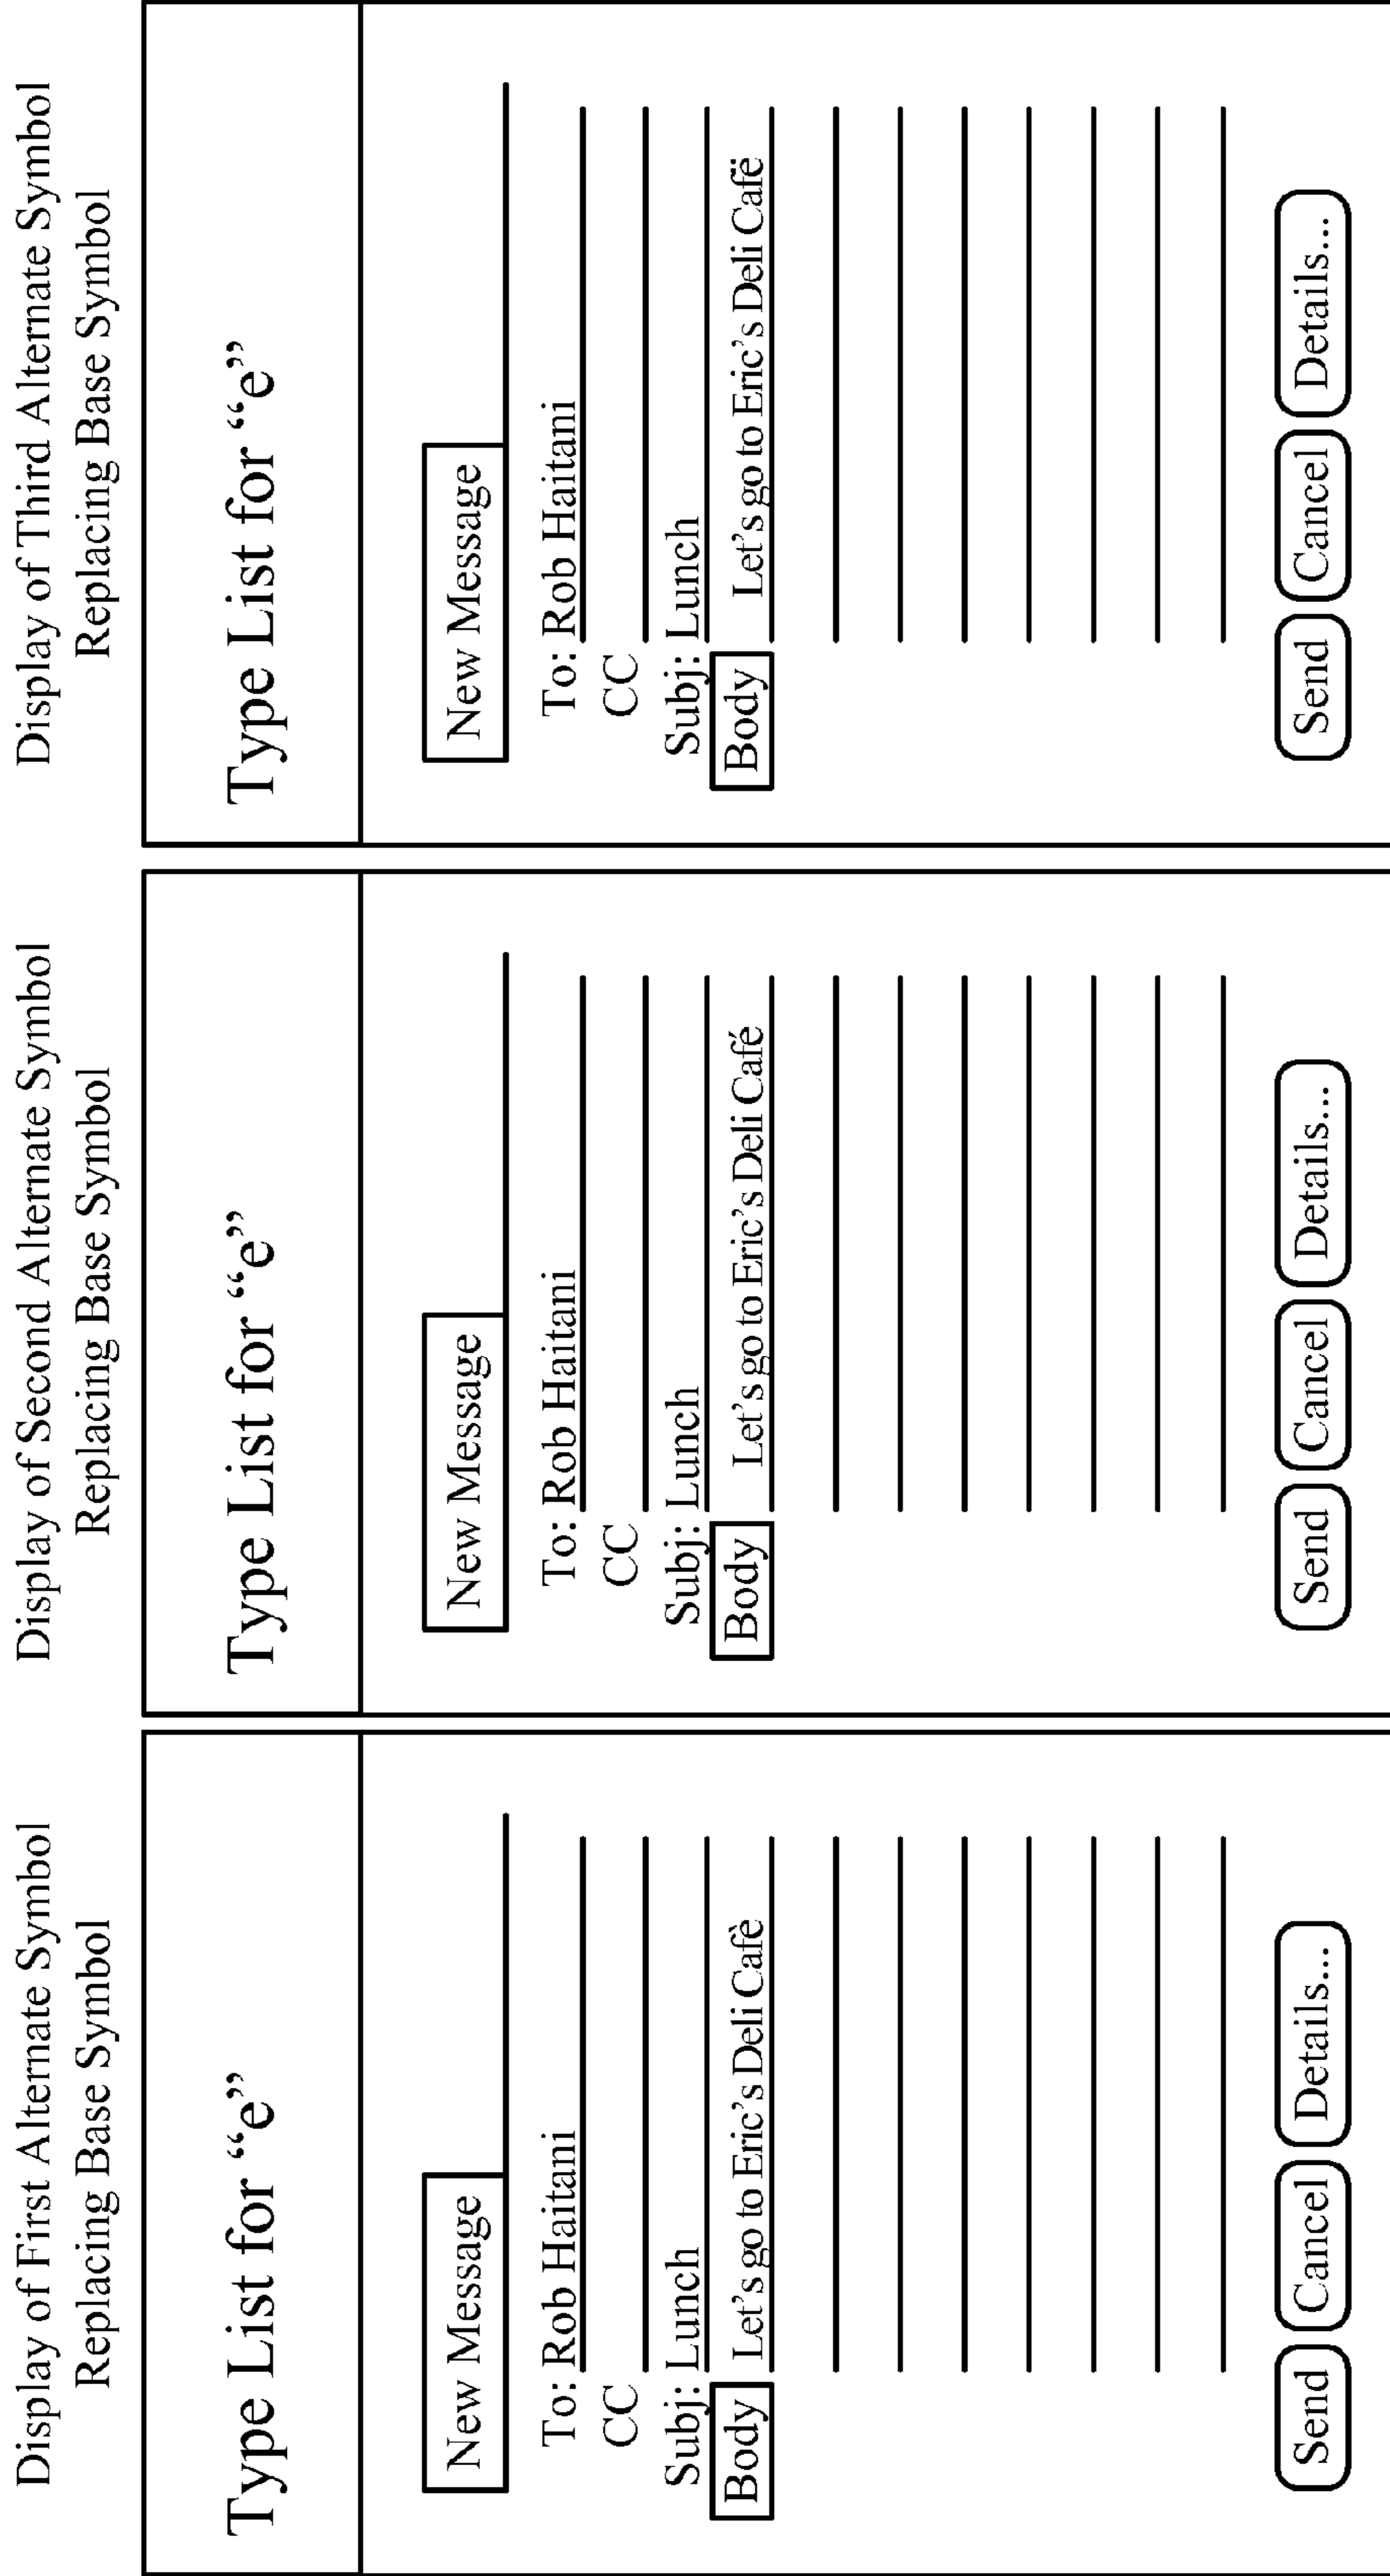 Display of First Alternate Symbol
Replacing Base Symbol
Type List for “e”
New Message
To: Rob Haitani
CC
Subj: Lunch
Body Let’s go to Eric’s Deli Cafè
Send Cancel Details...
Display of Second Alternate Symbol
Replacing Base Symbol
Type List for “e”
New Message
To: Rob Haitani
CC
Subj: Lunch
Body Let’s go to Eric’s Deli Café
Send Cancel Details...
Display of Third Alternate Symbol
Replacing Base Symbol
Type List for “e”
New Message
To: Rob Haitani
CC
Subj: Lunch
Body Let’s go to Eric’s Deli Cafë
Send Cancel Details...